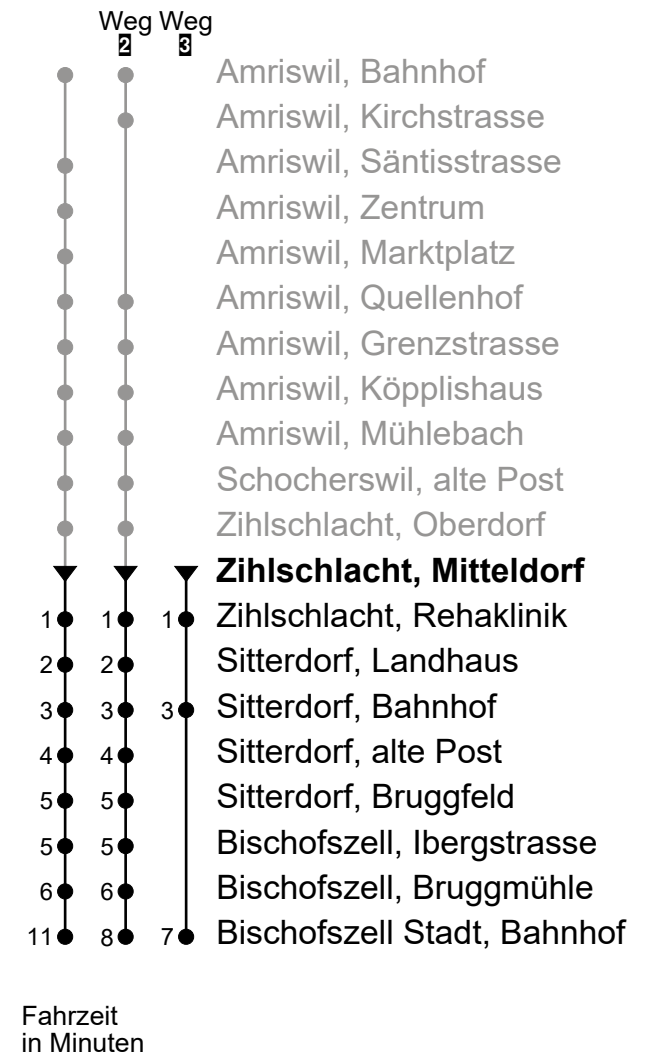 Weg Weg
2 3
Amriswil, Bahnhof
Amriswil, Kirchstrasse
Amriswil, Säntisstrasse
Amriswil, Zentrum
Amriswil, Marktplatz
Amriswil, Quellenhof
Amriswil, Grenzstrasse
Amriswil, Köpplishaus
Amriswil, Mühlebach
Schocherswil, alte Post
Zihlschlacht, Oberdorf
Zihlschlacht, Mitteldorf
1 1 1 Zihlschlacht, Rehaklinik
2 2 Sitterdorf, Landhaus
3 3 3 Sitterdorf, Bahnhof
4 4 Sitterdorf, alte Post
5 5 Sitterdorf, Bruggfeld
5 5 Bischofszell, Ibergstrasse
6 6 Bischofszell, Bruggmühle
11 8 7 Bischofszell Stadt, Bahnhof
Fahrzeit
in Minuten